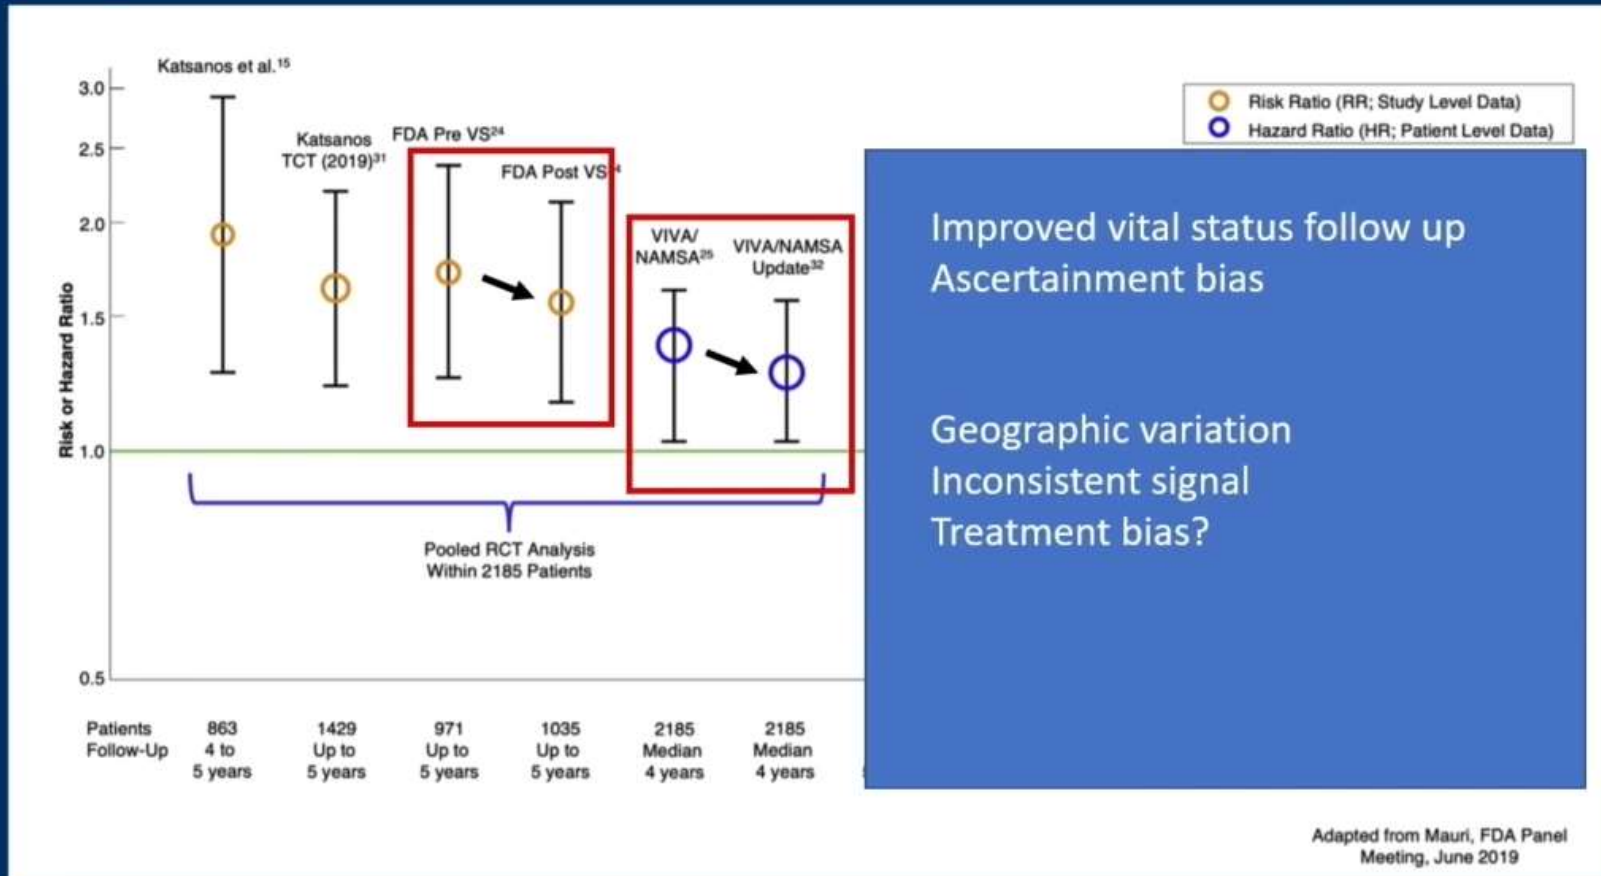 Katsanos et al.¹⁵
Katsanos
TCT (2019)³¹
FDA Pre VS²⁴
FDA Post VS
VIVA/
NAMSA²⁵
VIVA/NAMSA
Update³²
Risk Ratio (RR; Study Level Data)
Hazard Ratio (HR; Patient Level Data)
Risk or Hazard Ratio
3.0
2.5
2.0
1.5
1.0
0.5
Pooled RCT Analysis
Within 2185 Patients
Improved vital status follow up
Ascertainment bias
Geographic variation
Inconsistent signal
Treatment bias?
Patients 863 1429 971 1035 2185 2185
Follow-Up 4 to Up to Up to Up to Median Median
5 years 5 years 5 years 5 years 4 years 4 years
Adapted from Mauri, FDA Panel
Meeting, June 2019